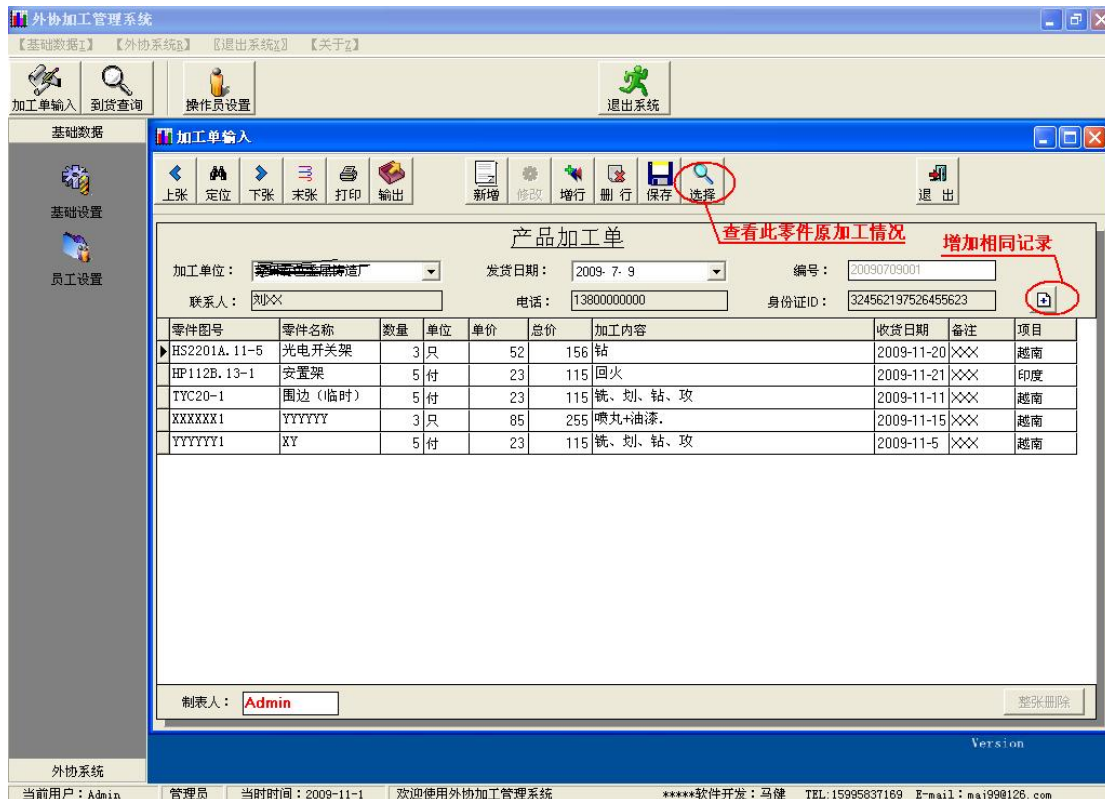 外协加工管理系统
【基础数据I】 【外协系统R】 〖退出系统X〗 【关于Z】
加工单输入 到货查询 操作员设置 退出系统
基础数据
基础设置
员工设置
加工单输入
上张 定位 下张 末张 打印 输出 新增 修改 增行 删 行 保存 选择 退 出
产品加工单
查看此零件原加工情况
增加相同记录
加工单位： 发货日期： 2009- 7- 9 编号： 20090709001
联系人： 刘XX 电话： 13800000000 身份证ID： 324562197526455623
零件图号 零件名称 数量 单位 单价 总价 加工内容 收货日期 备注 项目
HS2201A.11-5 光电开关架 3 只 52 156 钻 2009-11-20 XXX 越南
HP112B.13-1 安置架 5 付 23 115 回火 2009-11-21 XXX 印度
TYC20-1 围边（临时） 5 付 23 115 铣、划、钻、攻 2009-11-11 XXX 越南
XXXXXX1 YYYYYY 3 只 85 255 喷丸+油漆. 2009-11-15 XXX 越南
YYYYYY1 XY 5 付 23 115 铣、划、钻、攻 2009-11-5 XXX 越南
制表人： Admin 整张删除
Version
外协系统
当前用户：Admin 管理员 当时时间：2009-11-1 欢迎使用外协加工管理系统 *****软件开发：马健 TEL:15995837169 E-mail：maj99@126.com